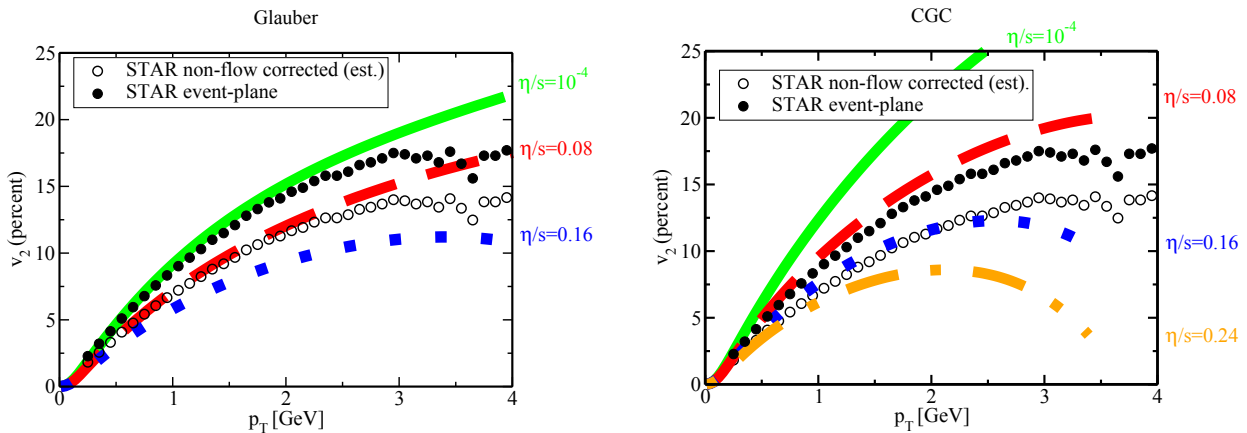 Glauber
25
20
15
10
5
0
v₂ (percent)
STAR non-flow corrected (est.)
STAR event-plane
η/s=10⁻⁴
η/s=0.08
η/s=0.16
0 1 2 3 4
p_T [GeV]
CGC
25
20
15
10
5
0
v₂ (percent)
STAR non-flow corrected (est).
STAR event-plane
η/s=10⁻⁴
η/s=0.08
η/s=0.16
η/s=0.24
0 1 2 3 4
p_T [GeV]